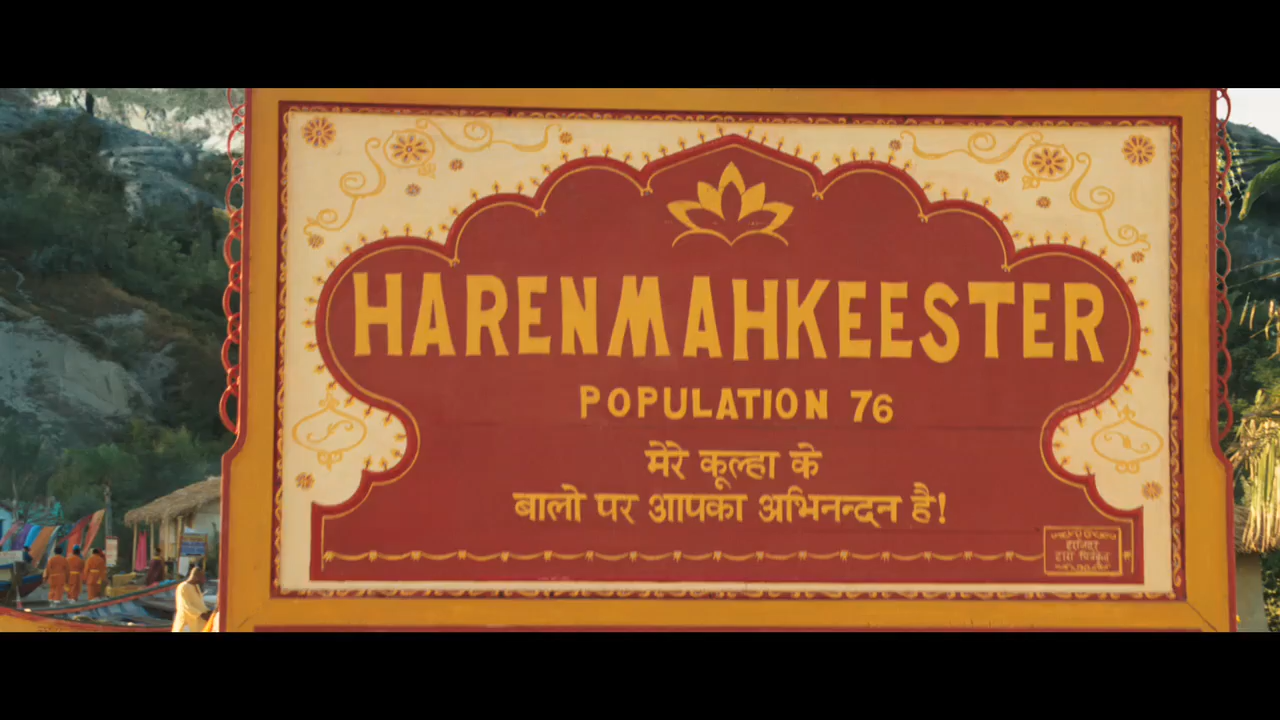 HARENMAHKEESTER
POPULATION 76
मेरे कूल्हा के
बालो पर आपका अभिनन्दन है!